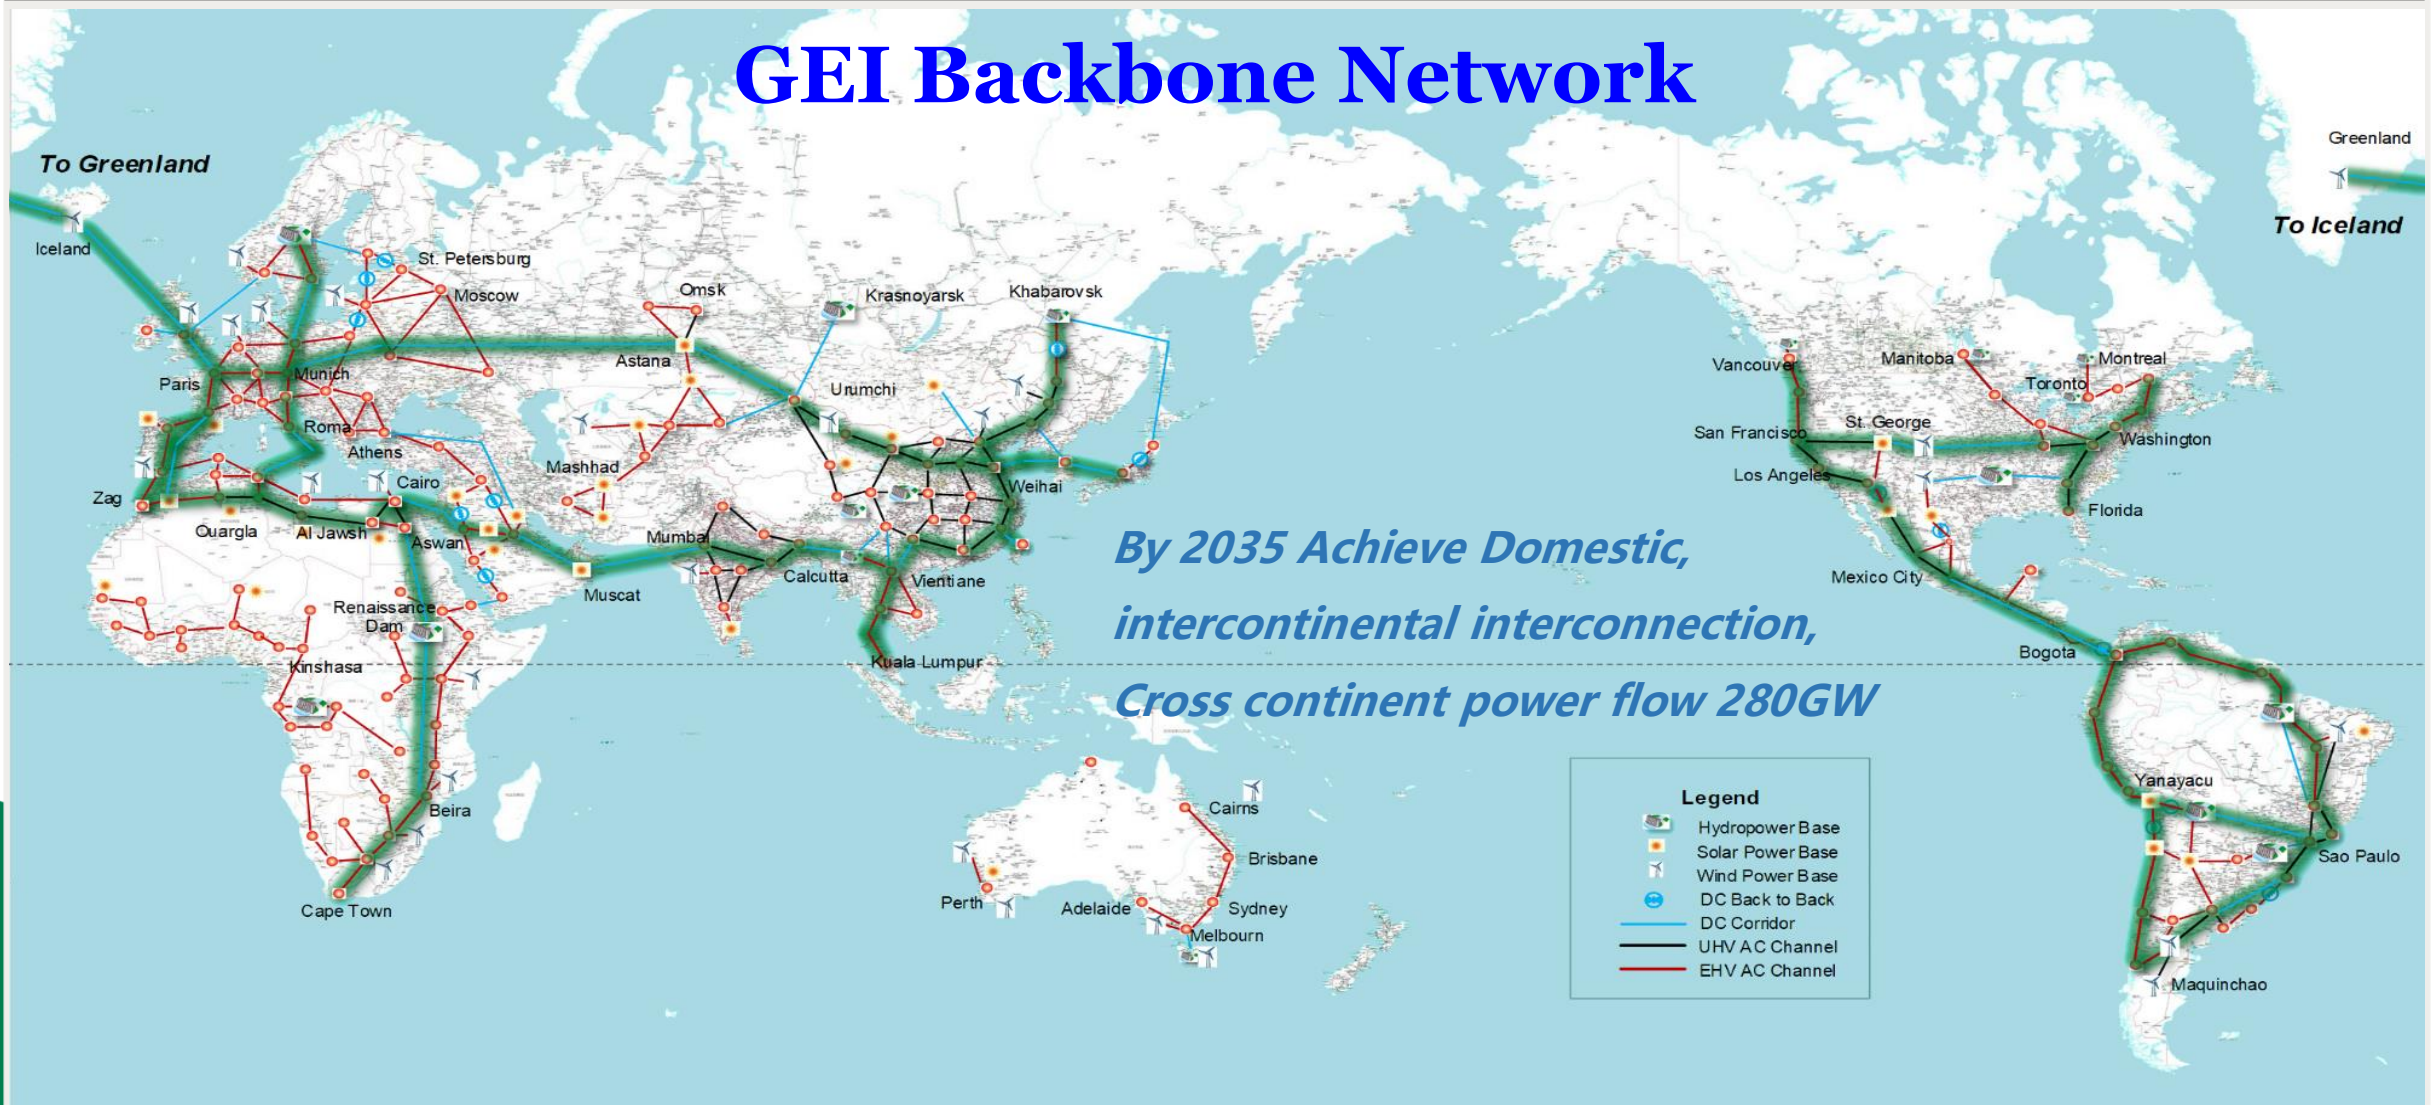 GEI Backbone Network
To Greenland
Greenland
To Iceland
Iceland
St. Petersburg
Moscow
Omsk
Krasnoyarsk
Khabarovsk
Astana
Urumchi
Paris
Munich
Roma
Athens
Mashhad
Zag
Cairo
Weihai
Ouargla
Al Jawsh
Aswan
Mumbai
Calcutta
Vientiane
Muscat
Renaissance
Dam
Kinshasa
Kuala Lumpur
Beira
Cape Town
Vancouver
Manitoba
Montreal
Toronto
San Francisco
St. George
Washington
Los Angeles
Florida
Mexico City
Bogota
By 2035 Achieve Domestic,
intercontinental interconnection,
Cross continent power flow 280GW
Yanayacu
Sao Paulo
Maquinchao
Cairns
Brisbane
Perth
Adelaide
Sydney
Melbourn
Legend
Hydropower Base
Solar Power Base
Wind Power Base
DC Back to Back
DC Corridor
UHV AC Channel
EHV AC Channel